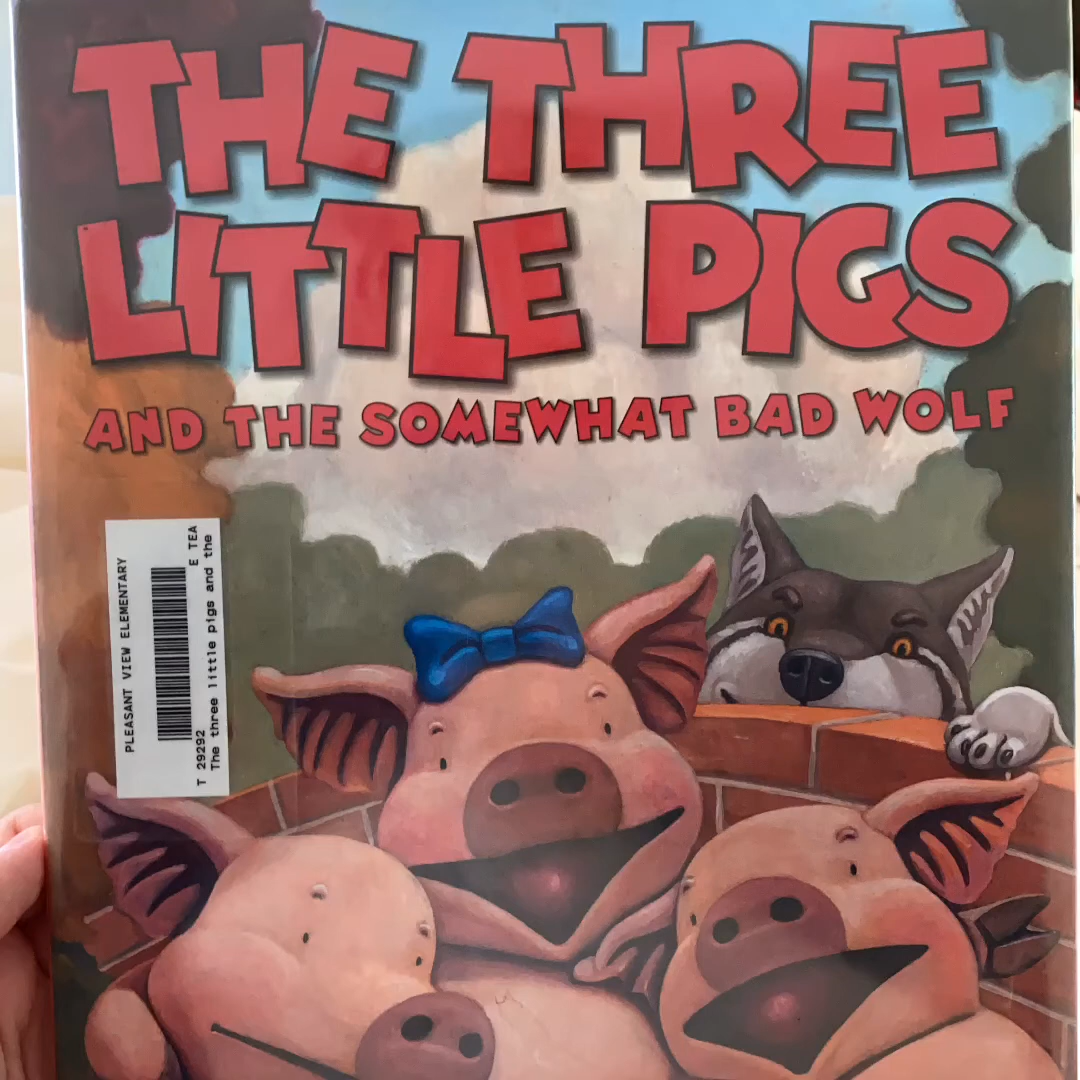 THE THREE
LITTLE PIGS
AND THE SOMEWHAT BAD WOLF
PLEASANT VIEW ELEMENTARY
E TEA
T 29292
The three little pigs and the